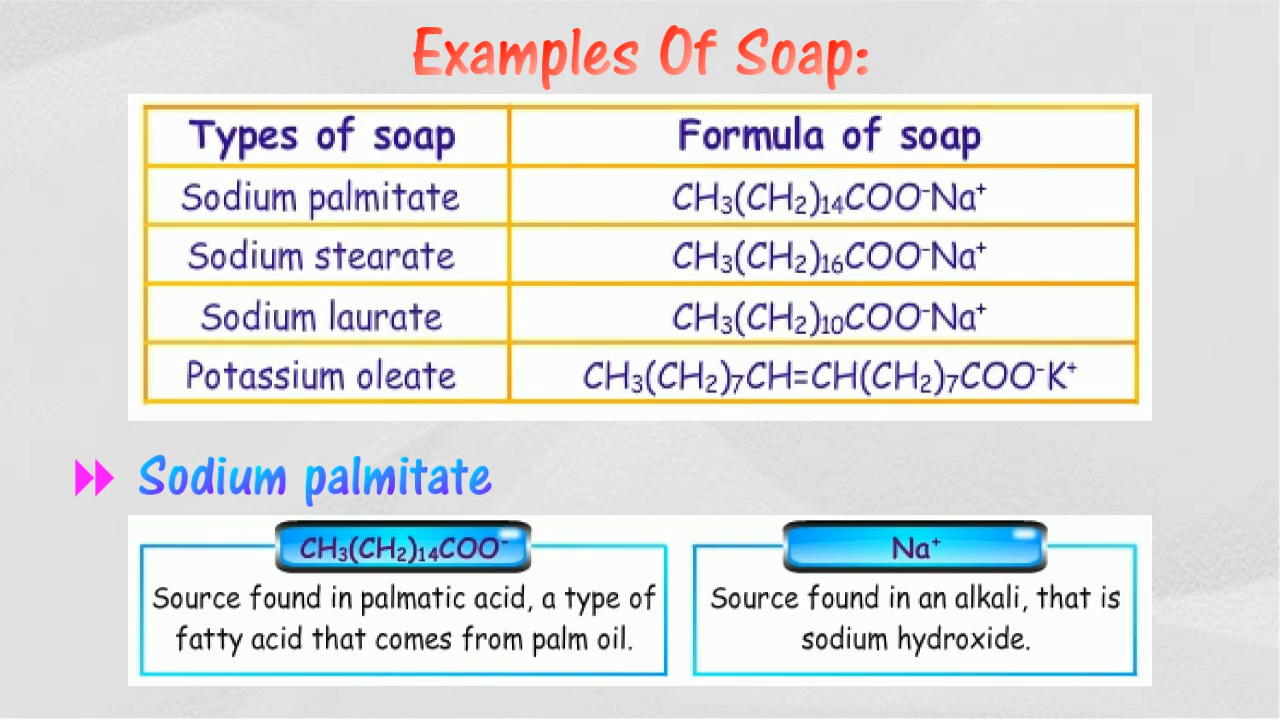 Examples Of Soap:
Types of soap Formula of soap
Sodium palmitate CH₃(CH₂)₁₄COO⁻Na⁺
Sodium stearate CH₃(CH₂)₁₆COO⁻Na⁺
Sodium laurate CH₃(CH₂)₁₀COO⁻Na⁺
Potassium oleate CH₃(CH₂)₇CH=CH(CH₂)₇COO⁻K⁺
Sodium palmitate
CH₃(CH₂)₁₄COO⁻
Source found in palmatic acid, a type of
fatty acid that comes from palm oil.
Na⁺
Source found in an alkali, that is
sodium hydroxide.